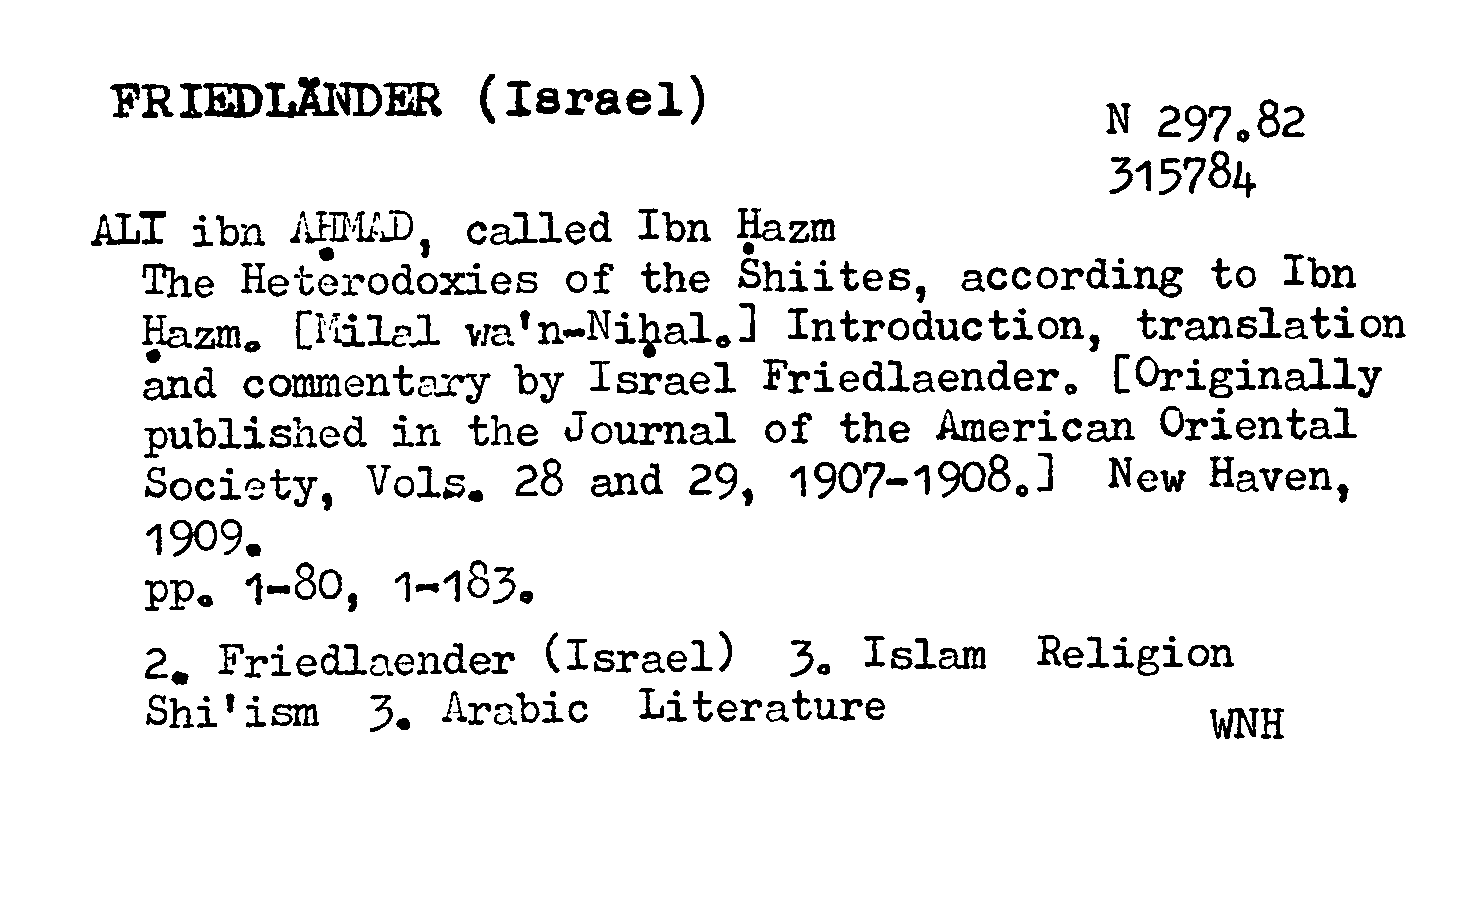 FRIEDLÄNDER (Israel)
N 297.82
315784
ALI ibn AḤMAD, called Ibn Ḥazm
The Heterodoxies of the Shiites, according to Ibn
Ḥazm. [Milal wa'n-Niḥal.] Introduction, translation
and commentary by Israel Friedlaender. [Originally
published in the Journal of the American Oriental
Society, Vols. 28 and 29, 1907-1908.] New Haven,
1909.
pp. 1-80, 1-183.
2. Friedlaender (Israel) 3. Islam Religion
Shi'ism 3. Arabic Literature
WNH